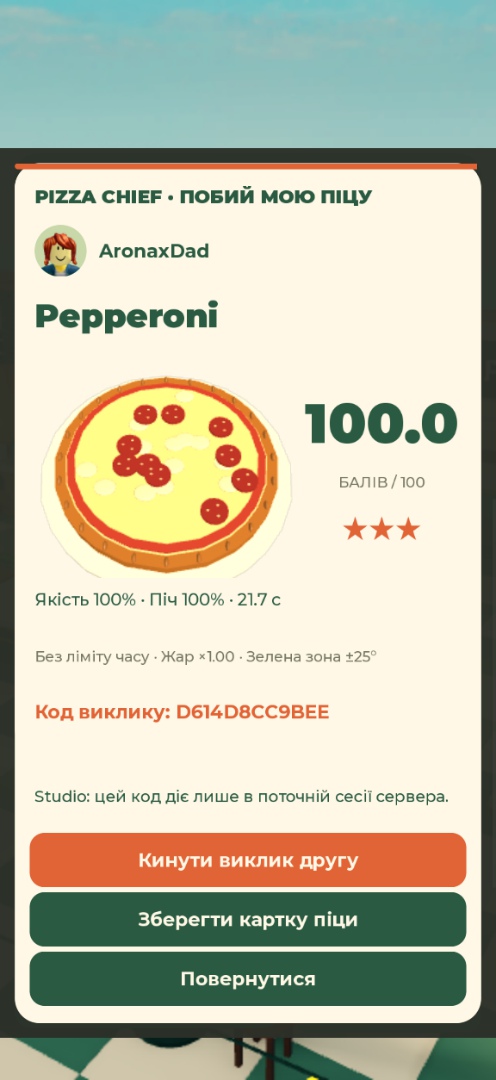 PIZZA CHIEF · ПОБИЙ МОЮ ПІЦУ
AronaxDad
Pepperoni
100.0
БАЛІВ / 100
★★★
Якість 100% · Піч 100% · 21.7 с
Без ліміту часу · Жар ×1.00 · Зелена зона ±25°
Код виклику: D614D8CC9BEE
Studio: цей код діє лише в поточній сесії сервера.
Кинути виклик другу
Зберегти картку піци
Повернутися